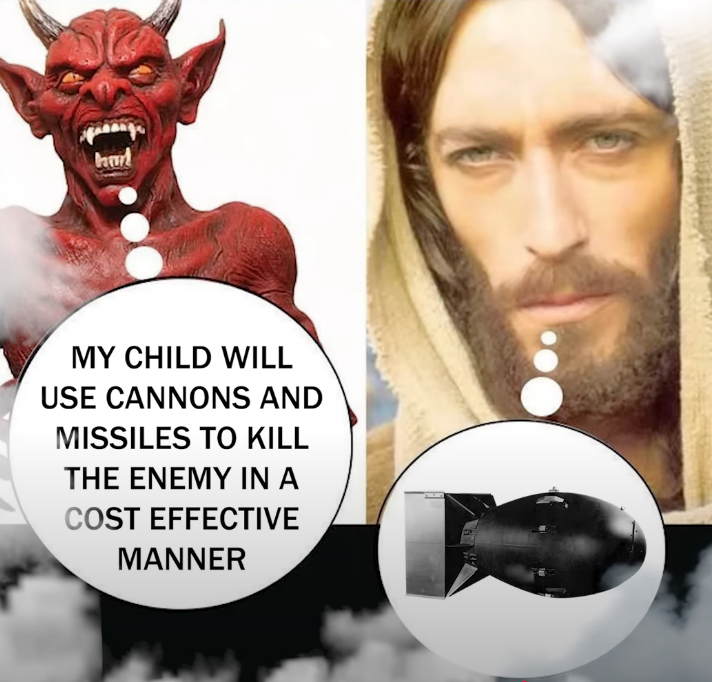 MY CHILD WILL
USE CANNONS AND
MISSILES TO KILL
THE ENEMY IN A
COST EFFECTIVE
MANNER